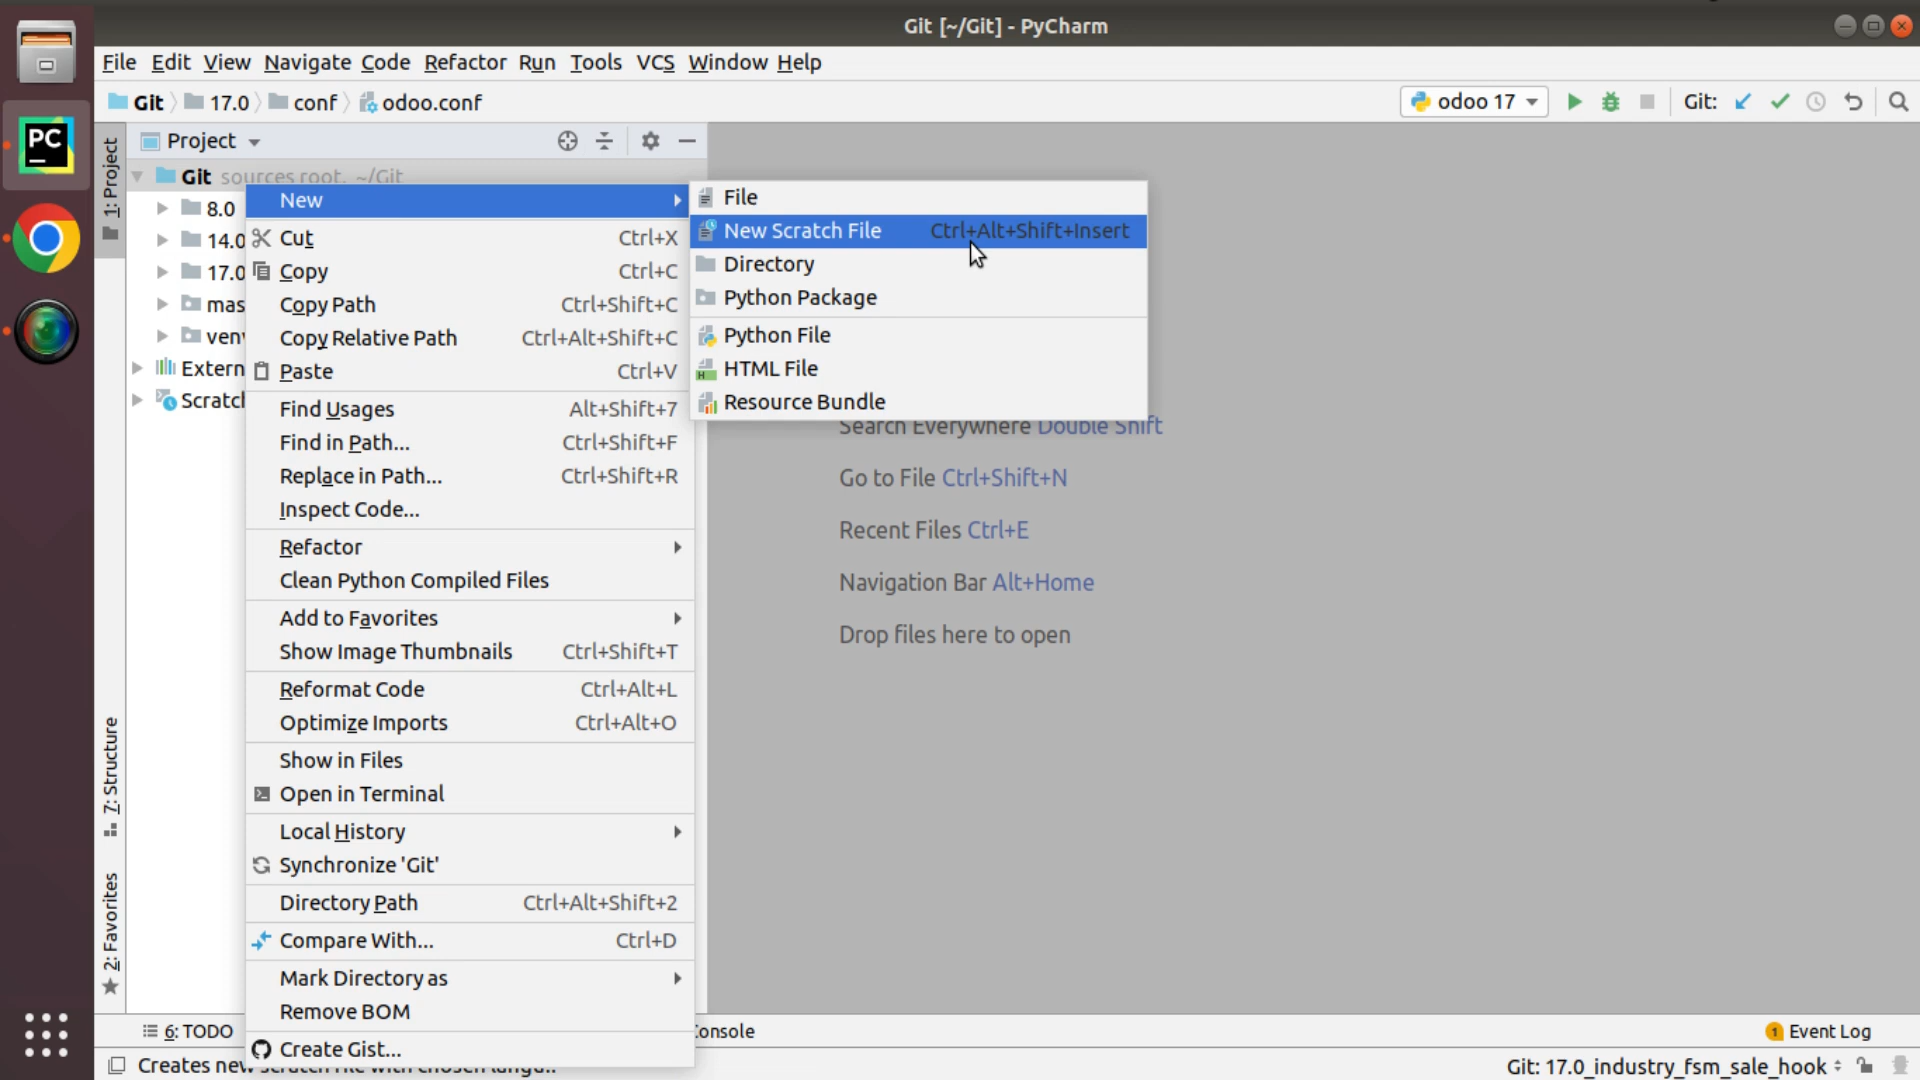 Git [~/Git] - PyCharm
File Edit View Navigate Code Refactor Run Tools VCS Window Help
Git 17.0 conf odoo.conf
odoo 17
Git:
PC
1: Project
7: Structure
2: Favorites
Project
Git sources root, ~/Git
8.0
14.0
17.0
mas
ven
Extern
Scratch
New
Cut Ctrl+X
Copy Ctrl+C
Copy Path Ctrl+Shift+C
Copy Relative Path Ctrl+Alt+Shift+C
Paste Ctrl+V
Find Usages Alt+Shift+7
Find in Path... Ctrl+Shift+F
Replace in Path... Ctrl+Shift+R
Inspect Code...
Refactor
Clean Python Compiled Files
Add to Favorites
Show Image Thumbnails Ctrl+Shift+T
Reformat Code Ctrl+Alt+L
Optimize Imports Ctrl+Alt+O
Show in Files
Open in Terminal
Local History
Synchronize 'Git'
Directory Path Ctrl+Alt+Shift+2
Compare With... Ctrl+D
Mark Directory as
Remove BOM
Create Gist...
File
New Scratch File Ctrl+Alt+Shift+Insert
Directory
Python Package
Python File
HTML File
Resource Bundle
Search Everywhere Double Shift
Go to File Ctrl+Shift+N
Recent Files Ctrl+E
Navigation Bar Alt+Home
Drop files here to open
6: TODO
onsole
1 Event Log
Creates new
Git: 17.0_industry_fsm_sale_hook